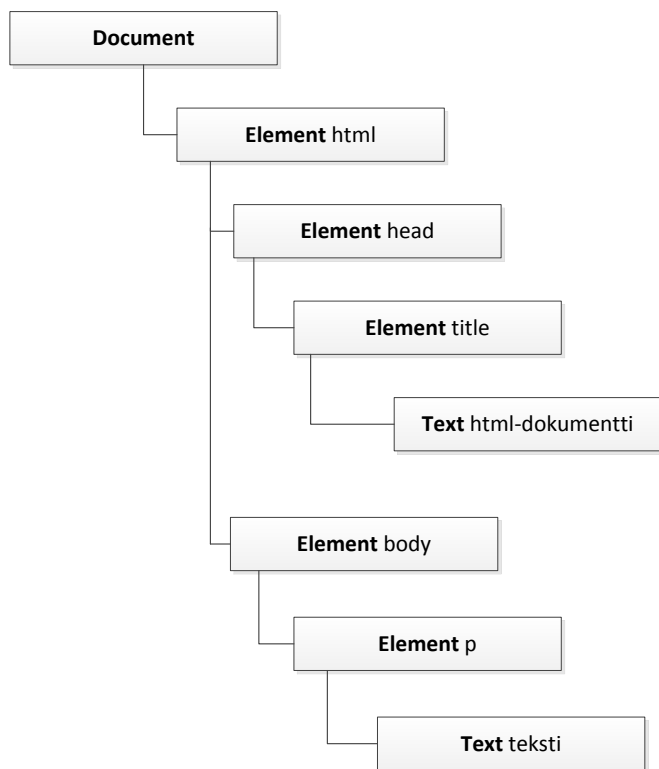 Document
Element html
Element head
Element title
Text html-dokumentti
Element body
Element p
Text teksti